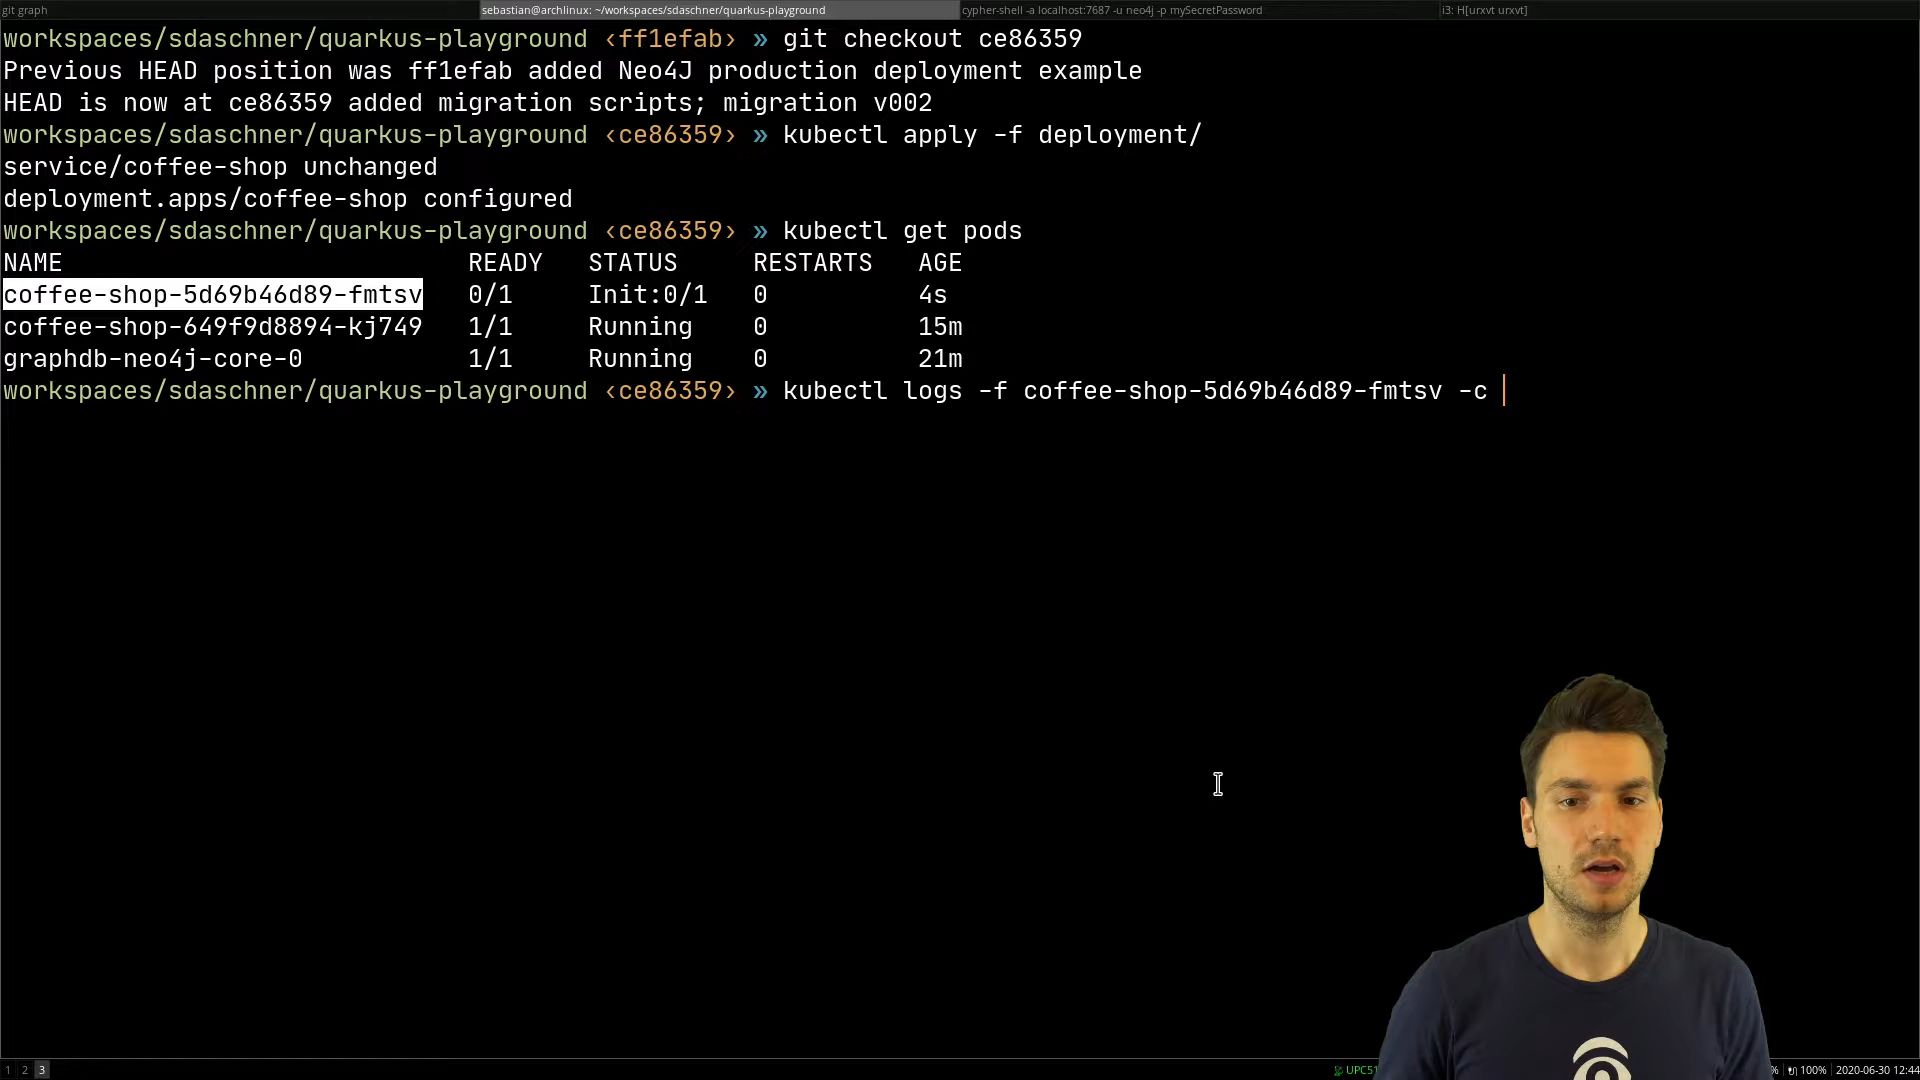 git graph
sebastian@archlinux: ~/workspaces/sdaschner/quarkus-playground
cypher-shell -a localhost:7687 -u neo4j -p mySecretPassword
i3: H[urxvt urxvt]
workspaces/sdaschner/quarkus-playground ‹ff1efab› » git checkout ce86359
Previous HEAD position was ff1efab added Neo4J production deployment example
HEAD is now at ce86359 added migration scripts; migration v002
workspaces/sdaschner/quarkus-playground ‹ce86359› » kubectl apply -f deployment/
service/coffee-shop unchanged
deployment.apps/coffee-shop configured
workspaces/sdaschner/quarkus-playground ‹ce86359› » kubectl get pods
NAME READY STATUS RESTARTS AGE
coffee-shop-5d69b46d89-fmtsv 0/1 Init:0/1 0 4s
coffee-shop-649f9d8894-kj749 1/1 Running 0 15m
graphdb-neo4j-core-0 1/1 Running 0 21m
workspaces/sdaschner/quarkus-playground ‹ce86359› » kubectl logs -f coffee-shop-5d69b46d89-fmtsv -c
1 2 3
UPC51
% 100% 2020-06-30 12:44